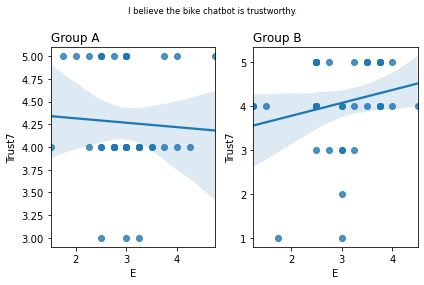 I believe the bike chatbot is trustworthy.
Group A
Group B
5.00
4.75
4.50
4.25
4.00
3.75
3.50
3.25
3.00
Trust7
2
3
4
E
5
4
3
2
1
Trust7
2
3
4
E